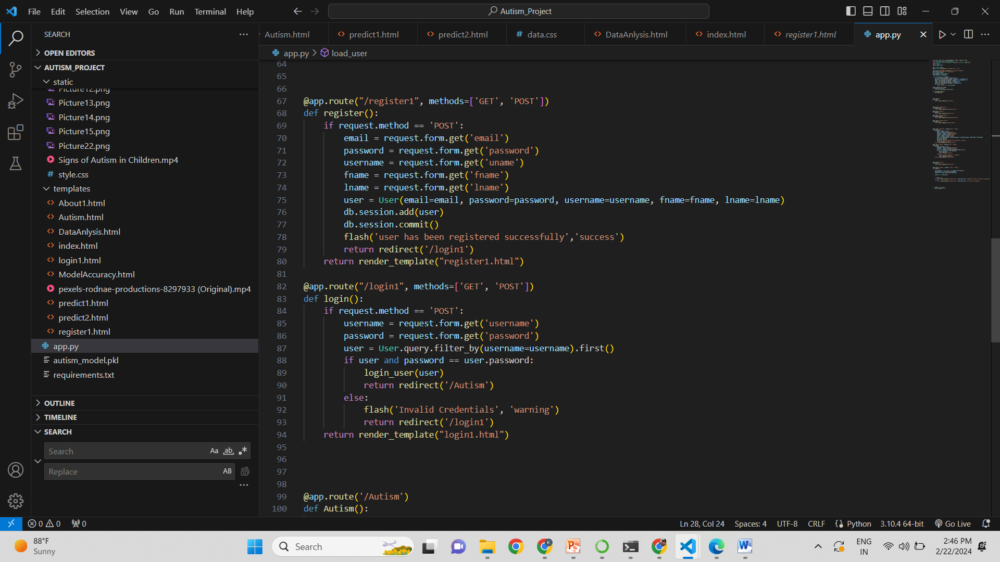 File Edit Selection View Go Run Terminal Help
Autism_Project
SEARCH
OPEN EDITORS
AUTISM_PROJECT
static
Picture12.png
Picture13.png
Picture14.png
Picture15.png
Picture22.png
Signs of Autism in Children.mp4
style.css
templates
About1.html
Autism.html
DataAnlysis.html
index.html
login1.html
ModelAccuracy.html
pexels-rodnae-productions-8297933 (Original).mp4
predict1.html
predict2.html
register1.html
app.py
autism_model.pkl
requirements.txt
OUTLINE
TIMELINE
SEARCH
Search Aa ab
Replace AB
Autism.html predict1.html predict2.html data.css DataAnlysis.html index.html register1.html app.py
app.py load_user
64
65
66
67 @app.route("/register1", methods=['GET', 'POST'])
68 def register():
69 if request.method == 'POST':
70 email = request.form.get('email')
71 password = request.form.get('password')
72 username = request.form.get('uname')
73 fname = request.form.get('fname')
74 lname = request.form.get('lname')
75 user = User(email=email, password=password, username=username, fname=fname, lname=lname)
76 db.session.add(user)
77 db.session.commit()
78 flash('user has been registered successfully','success')
79 return redirect('/login1')
80 return render_template("register1.html")
81
82 @app.route("/login1", methods=['GET', 'POST'])
83 def login():
84 if request.method == 'POST':
85 username = request.form.get('username')
86 password = request.form.get('password')
87 user = User.query.filter_by(username=username).first()
88 if user and password == user.password:
89 login_user(user)
90 return redirect('/Autism')
91 else:
92 flash('Invalid Credentials', 'warning')
93 return redirect('/login1')
94 return render_template("login1.html")
95
96
97
98
99 @app.route('/Autism')
100 def Autism():
0 0 0 Ln 28, Col 24 Spaces: 4 UTF-8 CRLF Python 3.10.4 64-bit Go Live
88°F
Sunny
Search
K
ENG
IN
2:46 PM
2/22/2024